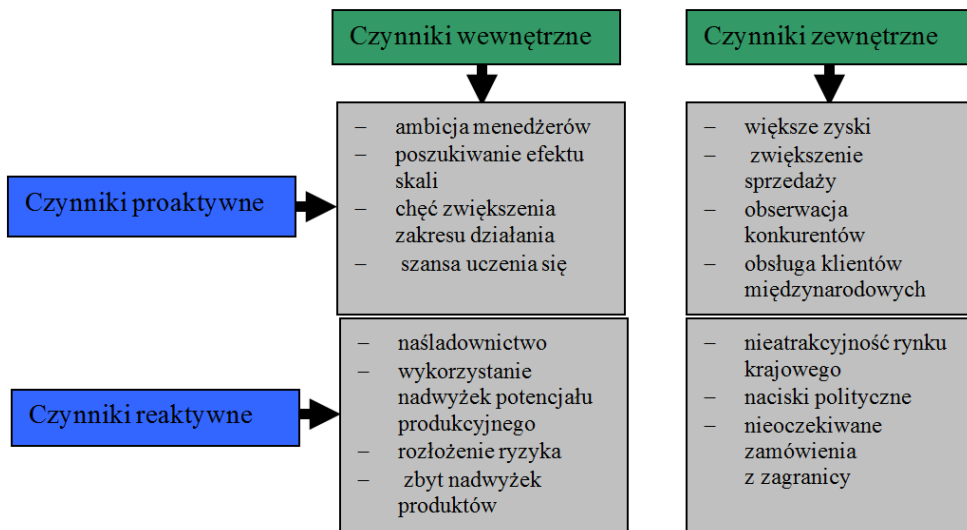 Czynniki wewnętrzne
Czynniki zewnętrzne
Czynniki proaktywne
– ambicja menedżerów
– poszukiwanie efektu
skali
– chęć zwiększenia
zakresu działania
– szansa uczenia się
– większe zyski
– zwiększenie
sprzedaży
– obserwacja
konkurentów
– obsługa klientów
międzynarodowych
Czynniki reaktywne
– naśladownictwo
– wykorzystanie
nadwyżek potencjału
produkcyjnego
– rozłożenie ryzyka
– zbyt nadwyżek
produktów
– nieatrakcyjność rynku
krajowego
– naciski polityczne
– nieoczekiwane
zamówienia
z zagranicy